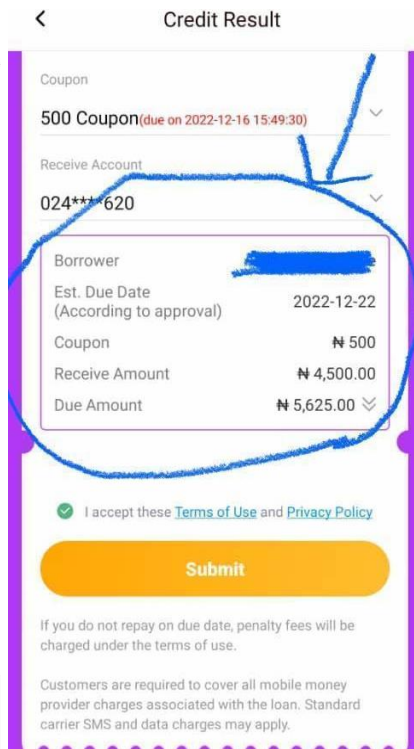 Credit Result
Coupon
500 Coupon(due on 2022-12-16 15:49:30)
Receive Account
024****620
Borrower
Est. Due Date 2022-12-22
(According to approval)
Coupon ₦ 500
Receive Amount ₦ 4,500.00
Due Amount ₦ 5,625.00
I accept these Terms of Use and Privacy Policy
Submit
If you do not repay on due date, penalty fees will be
charged under the terms of use.
Customers are required to cover all mobile money
provider charges associated with the loan. Standard
carrier SMS and data charges may apply.